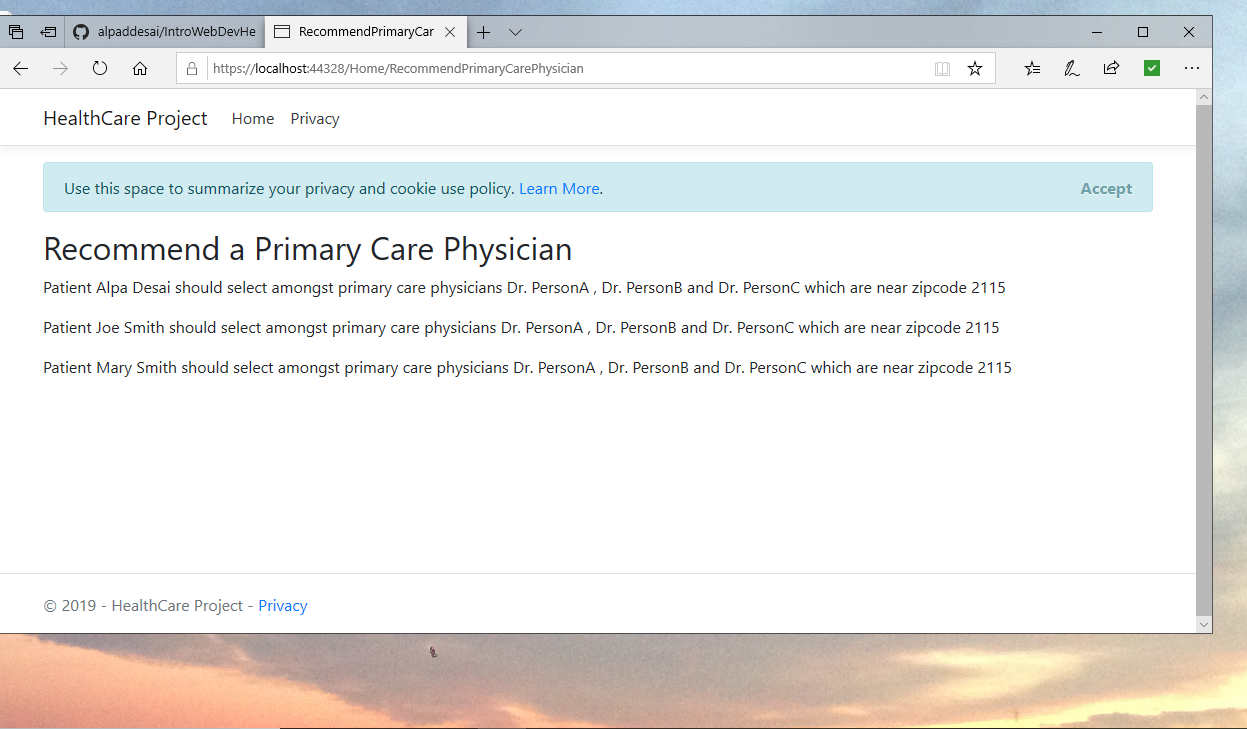 alpaddesai/IntroWebDevHe
RecommendPrimaryCar
https://localhost:44328/Home/RecommendPrimaryCarePhysician
HealthCare Project Home Privacy
Use this space to summarize your privacy and cookie use policy. Learn More. Accept
Recommend a Primary Care Physician
Patient Alpa Desai should select amongst primary care physicians Dr. PersonA , Dr. PersonB and Dr. PersonC which are near zipcode 2115
Patient Joe Smith should select amongst primary care physicians Dr. PersonA , Dr. PersonB and Dr. PersonC which are near zipcode 2115
Patient Mary Smith should select amongst primary care physicians Dr. PersonA , Dr. PersonB and Dr. PersonC which are near zipcode 2115
© 2019 - HealthCare Project - Privacy